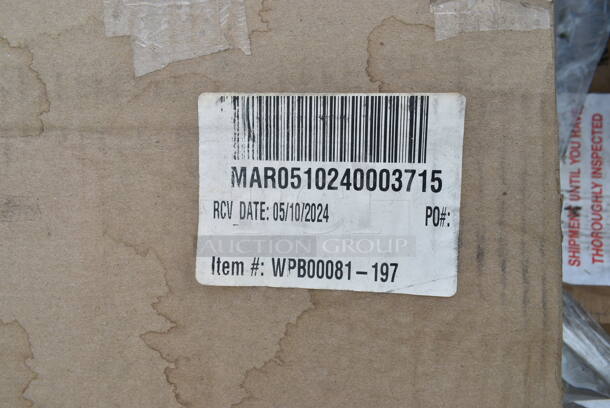 MAR0510240003715
RCV DATE: 05/10/2024 PO#:
AUCTION GROUP
Item #: WPB00081-197
SHIPMENT UNTIL YOU HAVE
THOROUGHLY INSPECTED